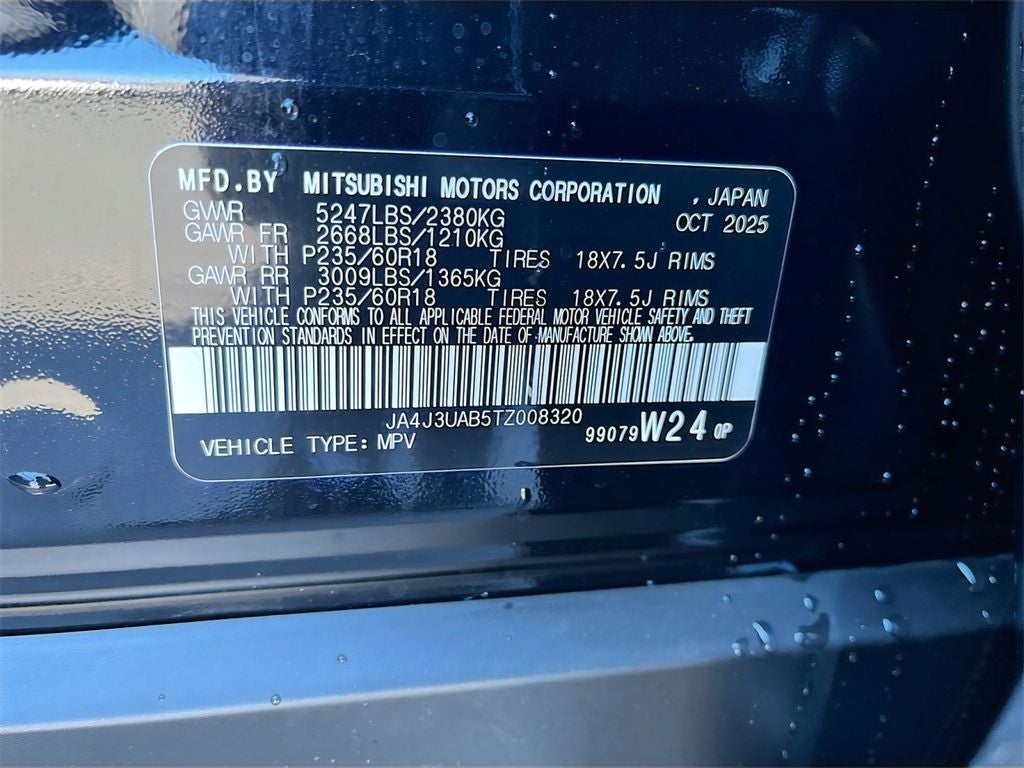 MFD.BY MITSUBISHI MOTORS CORPORATION , JAPAN
GVWR 5247LBS/2380KG OCT 2025
GAWR FR 2668LBS/1210KG
WITH P235/60R18 TIRES 18X7.5J RIMS
GAWR RR 3009LBS/1365KG
WITH P235/60R18 TIRES 18X7.5J RIMS
THIS VEHICLE CONFORMS TO ALL APPLICABLE FEDERAL MOTOR VEHICLE SAFETY AND THEFT
PREVENTION STANDARDS IN EFFECT ON THE DATE OF MANUFACTURE SHOWN ABOVE.
JA4J3UAB5TZ008320
VEHICLE TYPE: MPV 99079W24 0P